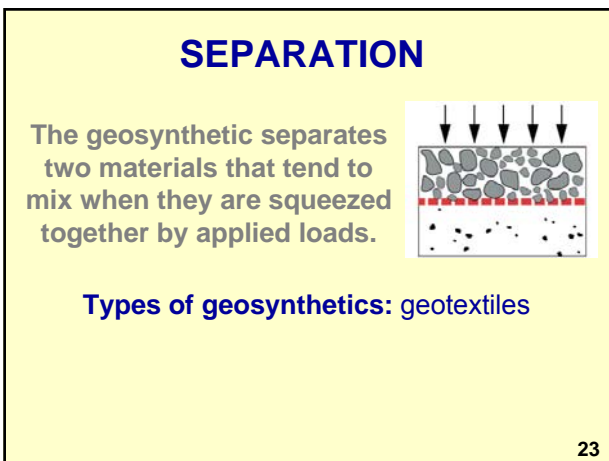 SEPARATION
The geosynthetic separates
two materials that tend to
mix when they are squeezed
together by applied loads.
Types of geosynthetics: geotextiles
23